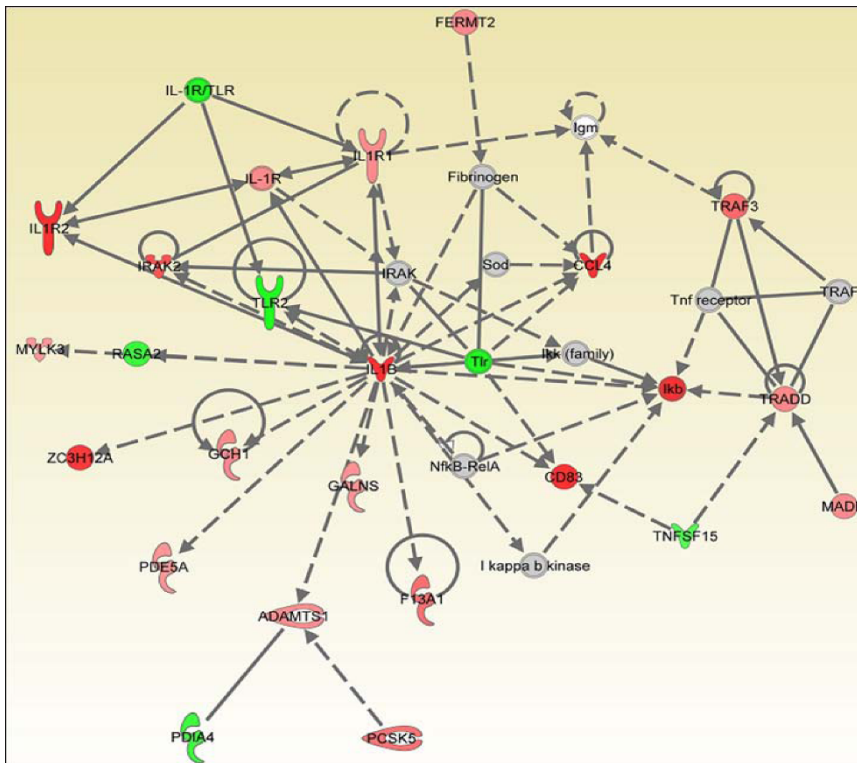 FERMT2
IL-1R/TLR
Igm
IL1R1
IL-1R
Fibrinogen
TRAF3
IL1R2
IRAK2
IRAK
Sod
CCL4
TLR2
Tnf receptor
TRAF
MYLK3
RASA2
IL1B
Tlr
Ikk (family)
Ikb
TRADD
ZC3H12A
GCH1
GALNS
NfkB-RelA
CD83
MADD
TNFSF15
PDE5A
F13A1
I kappa b kinase
ADAMTS1
PDIA4
PCSK5